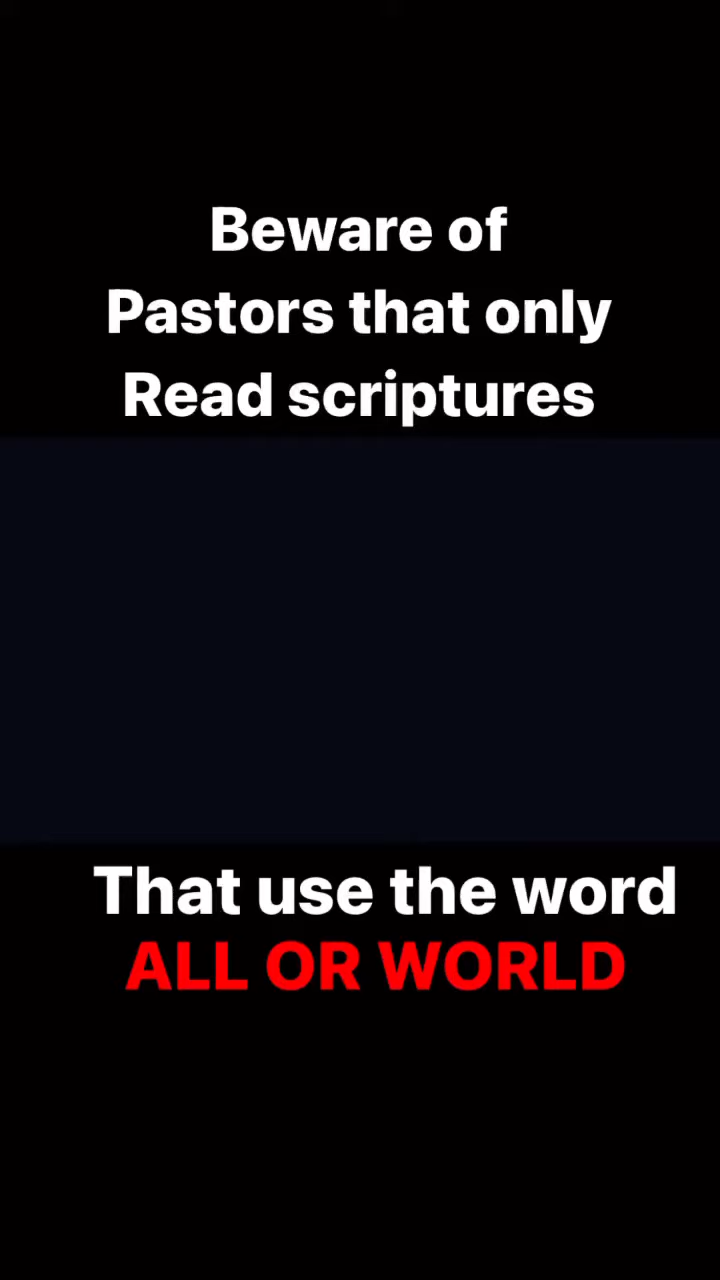 Beware of
Pastors that only
Read scriptures
That use the word
ALL OR WORLD